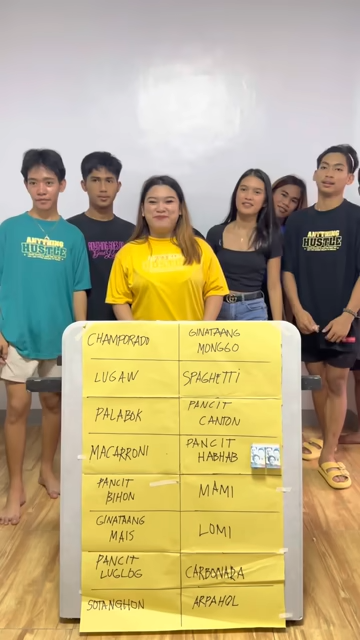 ANYTHING
HUSTLE
ANYTHING
HUSTLE
CHAMPORADO
GINATAANG
MONGGO
LUGAW
SPAGHETTI
PALABOK
PANCIT
CANTON
MACARRONI
PANCIT
HABHAB
PANCIT
BIHON
MAMI
GINATAANG
MAIS
LOMI
PANCIT
LUGLOG
CARBONARA
SOTANGHON
ARPAHOL